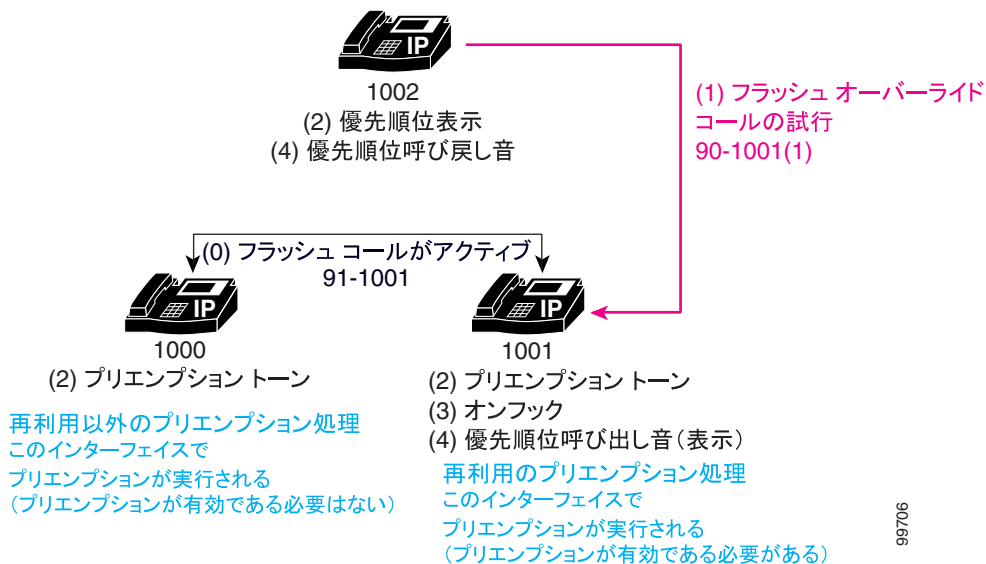 IP
1002
(2) 優先順位表示
(4) 優先順位呼び戻し音
(1) フラッシュ オーバーライド
コールの試行
90-1001(1)
(0) フラッシュ コールがアクティブ
91-1001
IP
1000
(2) プリエンプション トーン
再利用以外のプリエンプション処理
このインターフェイスで
プリエンプションが実行される
(プリエンプションが有効である必要はない)
IP
1001
(2) プリエンプション トーン
(3) オンフック
(4) 優先順位呼び出し音(表示)
再利用のプリエンプション処理
このインターフェイスで
プリエンプションが実行される
(プリエンプションが有効である必要がある)
99706